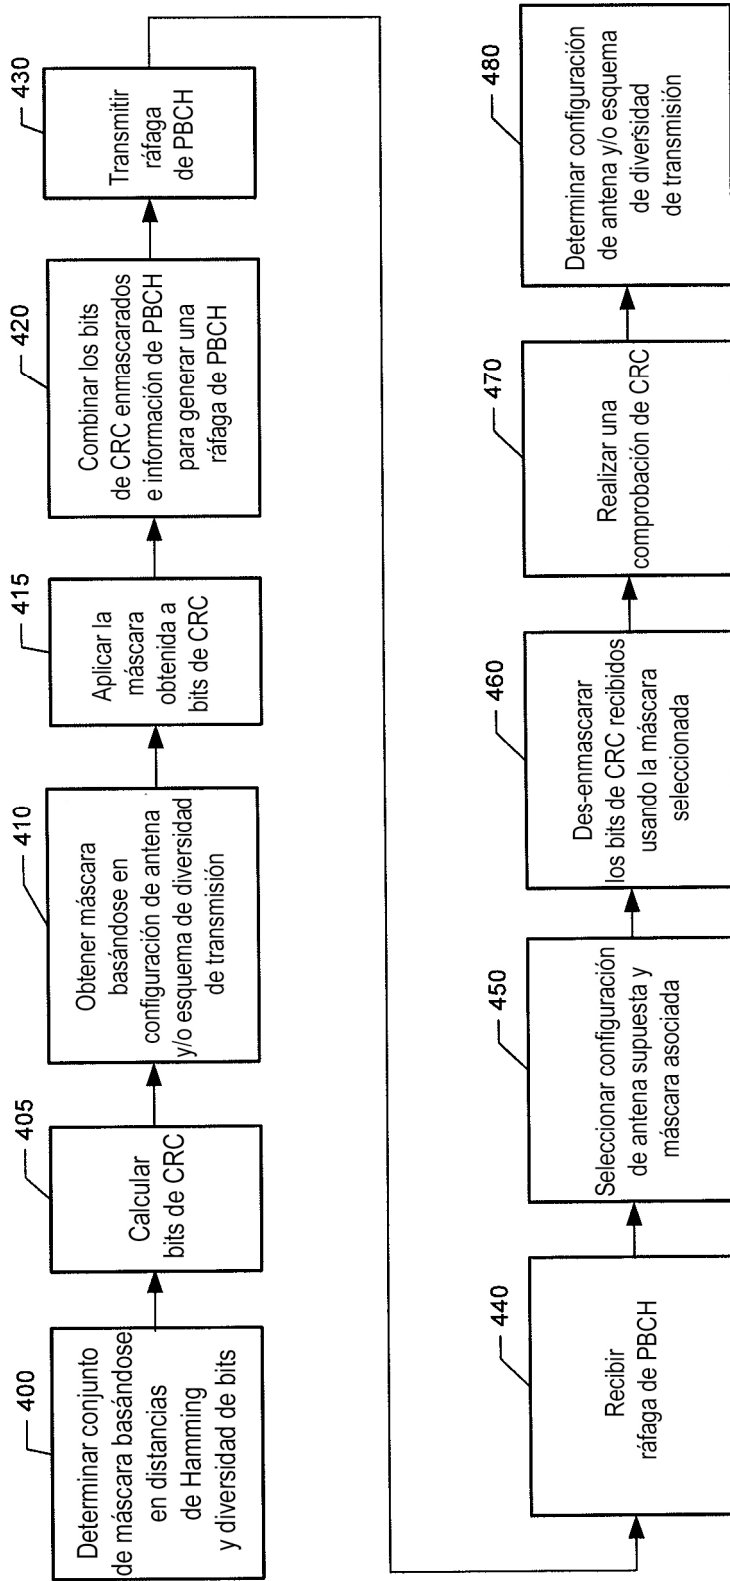 400
Determinar conjunto
de máscara basándose
en distancias
de Hamming
y diversidad de bits
405
Calcular
bits de CRC
410
Obtener máscara
basándose en
configuración de antena
y/o esquema de diversidad
de transmisión
415
Aplicar la
máscara
obtenida a
bits de CRC
420
Combinar los bits
de CRC enmascarados
e información de PBCH
para generar una
ráfaga de PBCH
430
Transmitir
ráfaga
de PBCH
440
Recibir
ráfaga de PBCH
450
Seleccionar configuración
de antena supuesta y
máscara asociada
460
Des-enmascarar
los bits de CRC recibidos
usando la máscara
seleccionada
470
Realizar una
comprobación de CRC
480
Determinar configuración
de antena y/o esquema
de diversidad
de transmisión